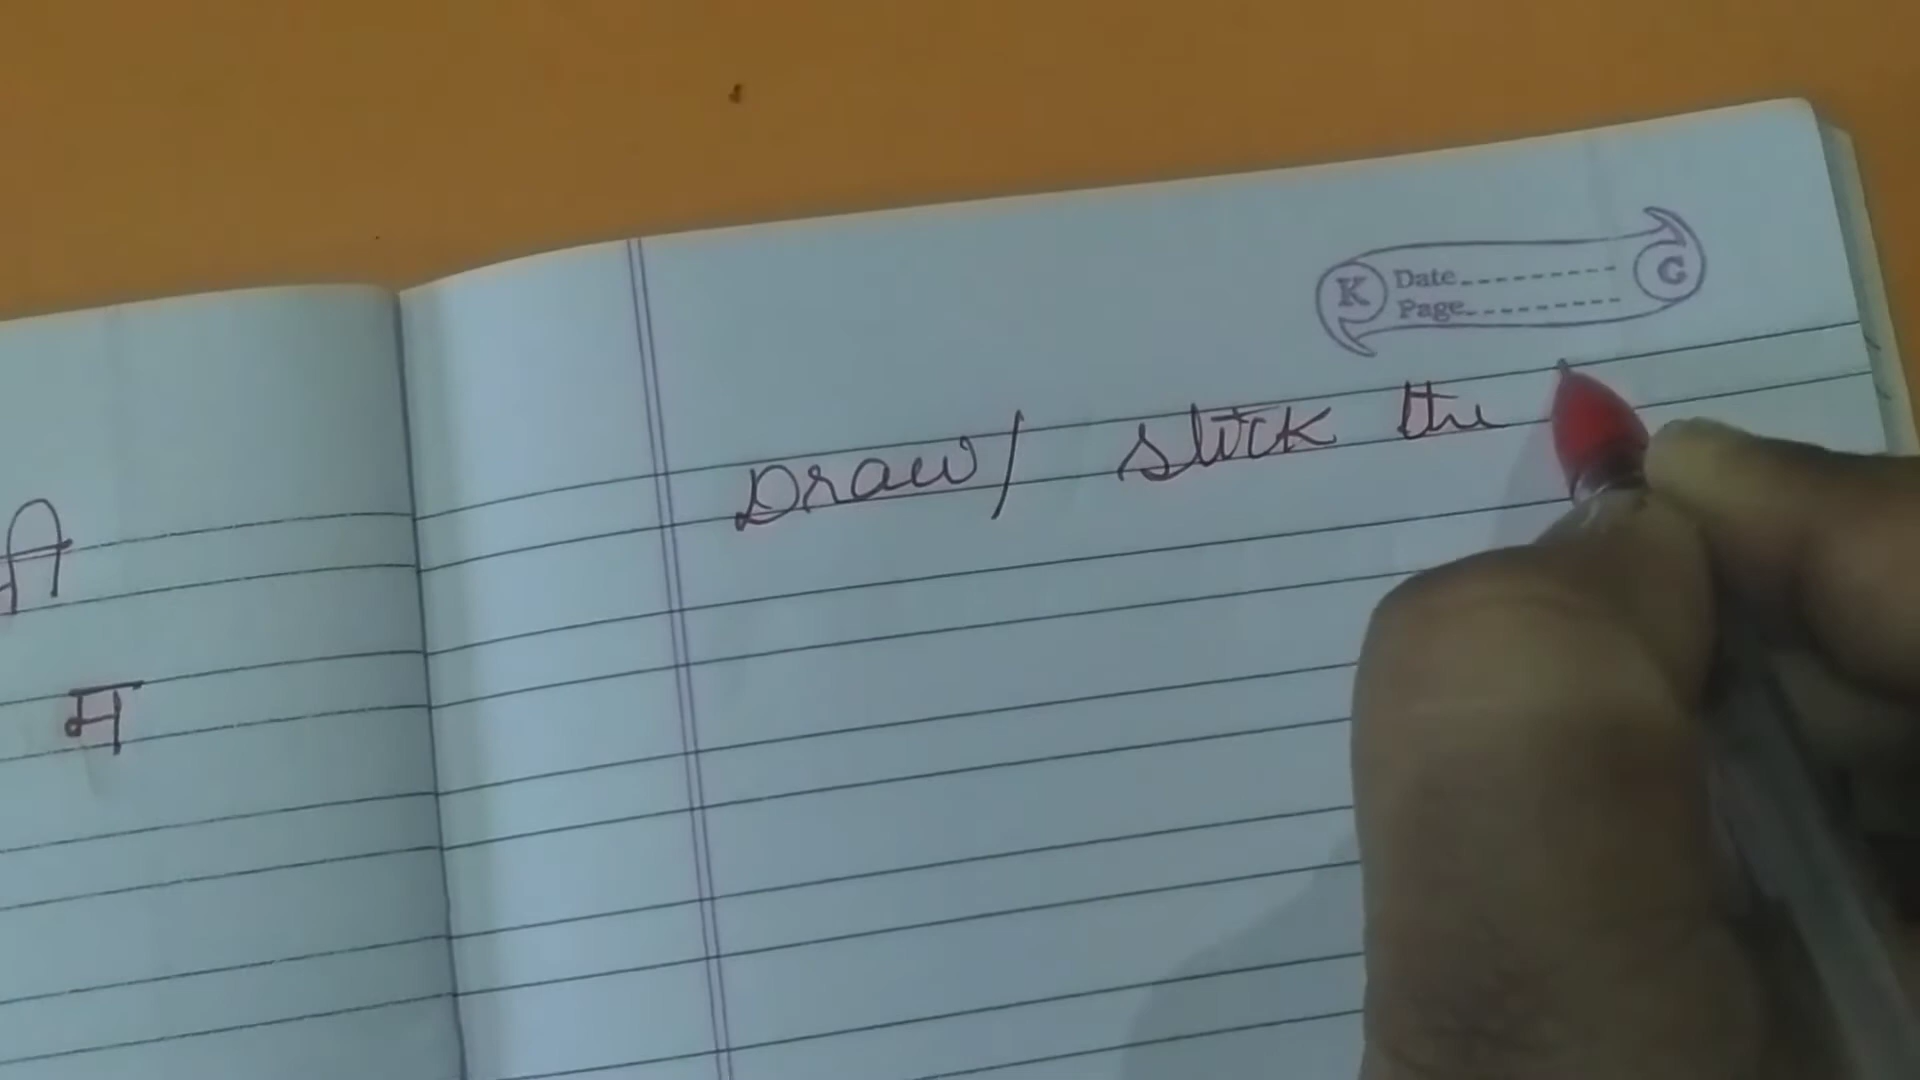 नी
म
K Date
Page G
Draw/ stick the